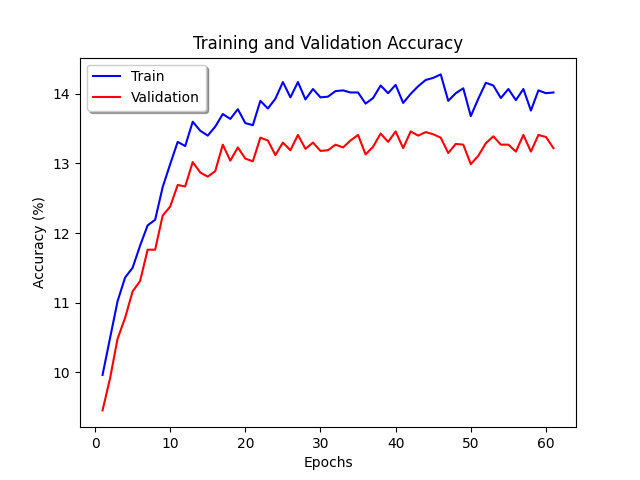 Training and Validation Accuracy
Train
Validation
Accuracy (%)
14
13
12
11
10
0 10 20 30 40 50 60
Epochs